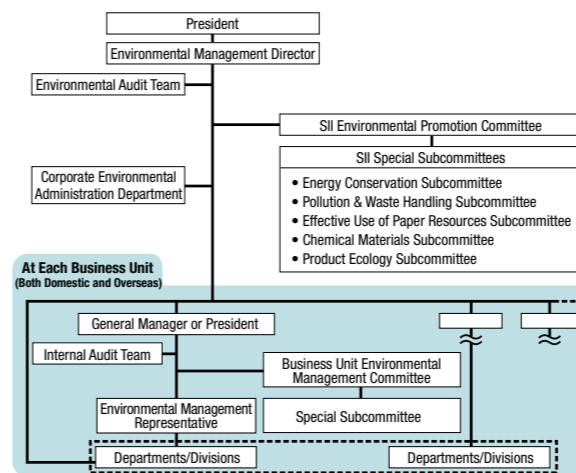 President
Environmental Management Director
Environmental Audit Team
SII Environmental Promotion Committee
SII Special Subcommittees
• Energy Conservation Subcommittee
• Pollution & Waste Handling Subcommittee
• Effective Use of Paper Resources Subcommittee
• Chemical Materials Subcommittee
• Product Ecology Subcommittee
Corporate Environmental
Administration Department
At Each Business Unit
(Both Domestic and Overseas)
General Manager or President
Internal Audit Team
Business Unit Environmental
Management Committee
Environmental Management
Representative
Special Subcommittee
Departments/Divisions
Departments/Divisions